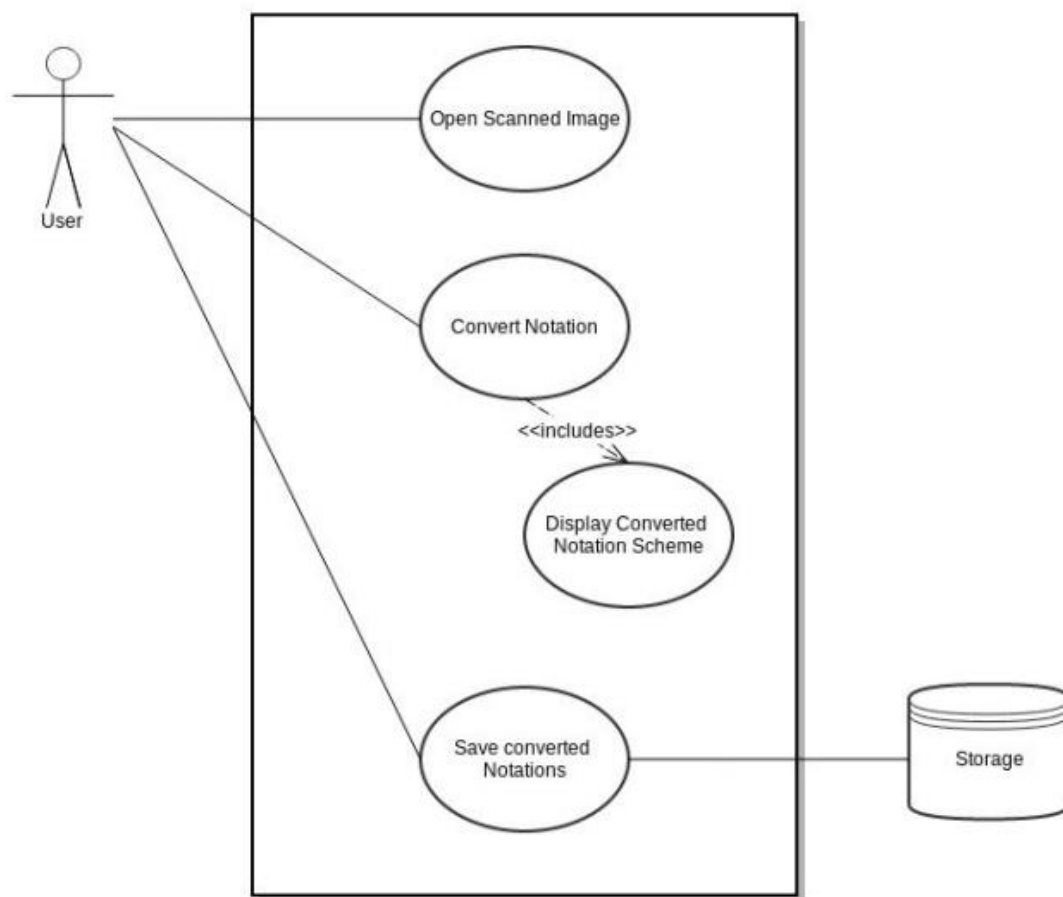 Open Scanned Image
User
Convert Notation
<<includes>>
Display Converted
Notation Scheme
Save converted
Notations
Storage